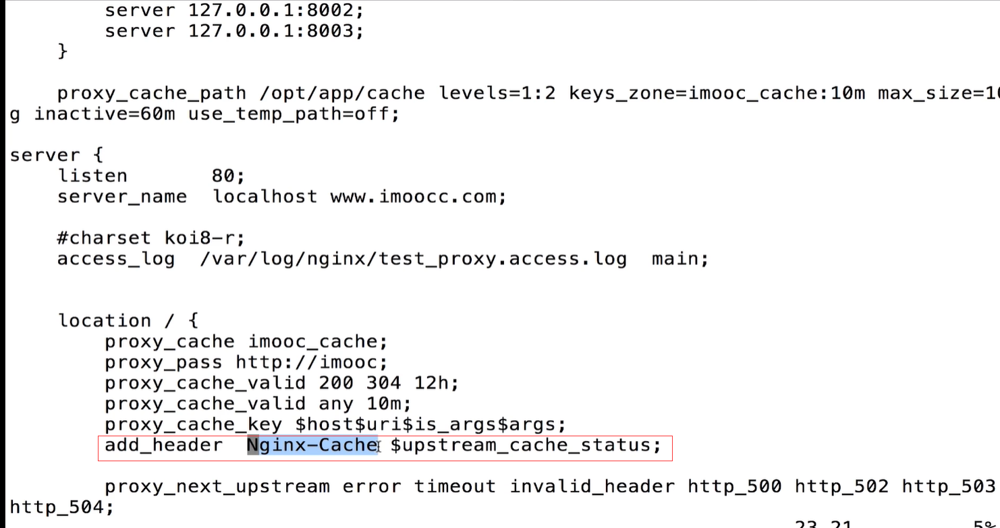 server 127.0.0.1:8002;
server 127.0.0.1:8003;
}
proxy_cache_path /opt/app/cache levels=1:2 keys_zone=imooc_cache:10m max_size=10
g inactive=60m use_temp_path=off;
server {
listen 80;
server_name localhost www.imoocc.com;
#charset koi8-r;
access_log /var/log/nginx/test_proxy.access.log main;
location / {
proxy_cache imooc_cache;
proxy_pass http://imooc;
proxy_cache_valid 200 304 12h;
proxy_cache_valid any 10m;
proxy_cache_key $host$uri$is_args$args;
add_header Nginx-Cache $upstream_cache_status;
proxy_next_upstream error timeout invalid_header http_500 http_502 http_503
http_504;
23,21 5%